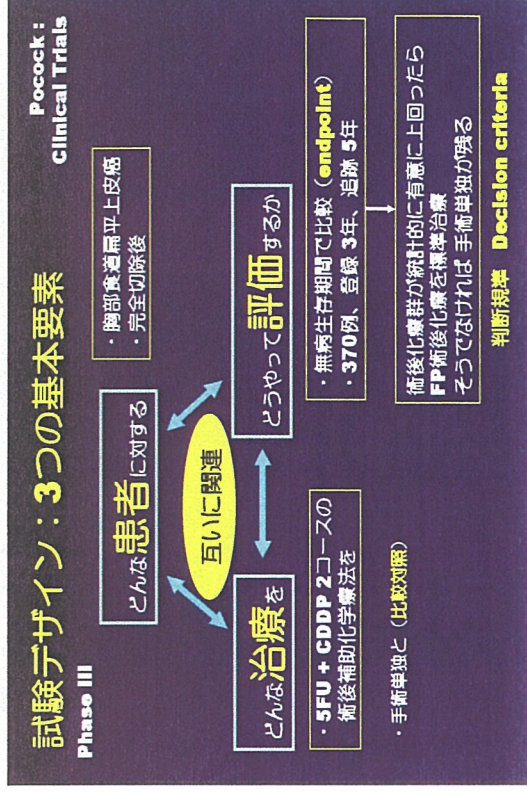 試験デザイン：3つの基本要素
Phase III
Pocock :
Clinical Trials
どんな患者に対する
・胸部食道扁平上皮癌
・完全切除後
互いに関連
どんな治療を
どうやって評価するか
・5FU + CDDP 2コースの
術後補助化学療法を
・手術単独と（比較対照）
・無病生存期間で比較（endpoint）
・370例、登録 3年、追跡 5年
術後化療群が統計的に有意に上回ったら
FP術後化療を標準治療
そうでなければ 手術単独が残る
判断規準 Decision criteria